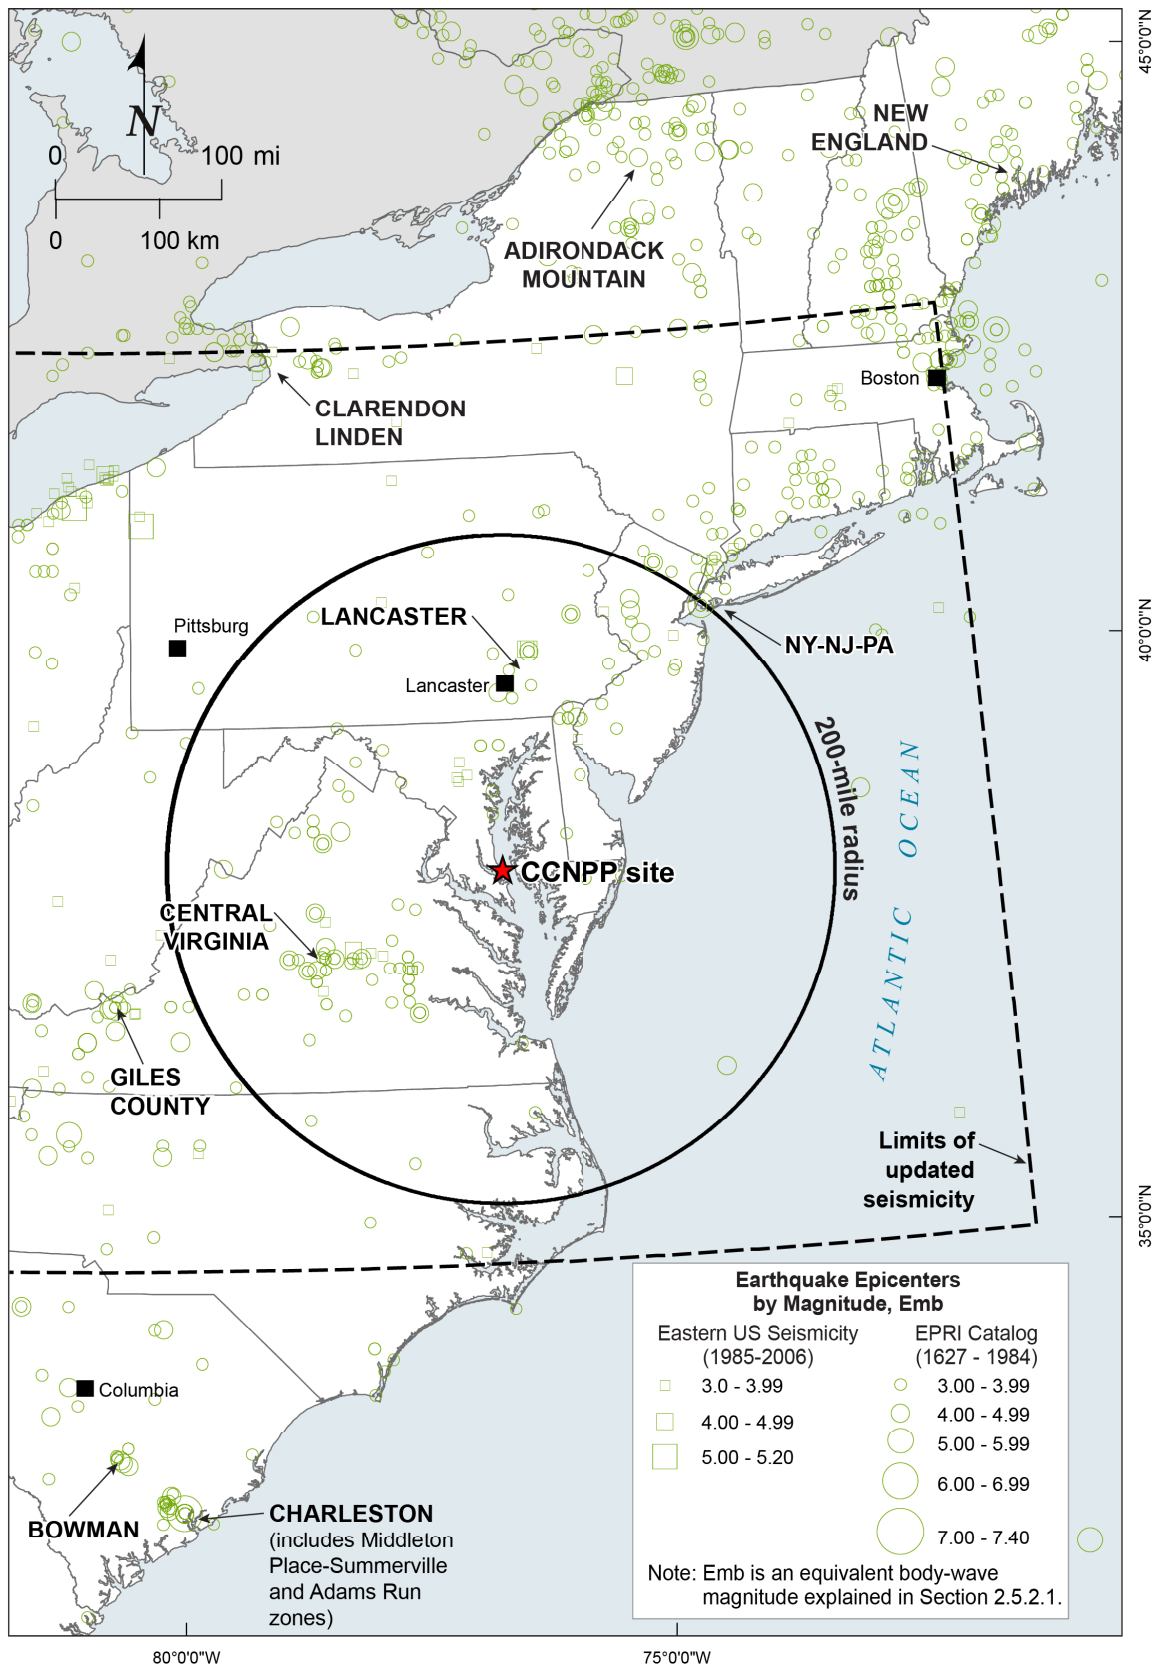 45°0'0"N
N
0 100 mi
0 100 km
NEW
ENGLAND
ADIRONDACK
MOUNTAIN
Boston
CLARENDON
LINDEN
LANCASTER
Pittsburg
Lancaster
NY-NJ-PA
40°0'0"N
200-mile radius
ATLANTIC OCEAN
CCNPP site
CENTRAL
VIRGINIA
GILES
COUNTY
Limits of
updated
seismicity
35°0'0"N
Columbia
BOWMAN
CHARLESTON
(includes Middleton
Place-Summerville
and Adams Run
zones)
Earthquake Epicenters
by Magnitude, Emb
Eastern US Seismicity
(1985-2006)
3.0 - 3.99
4.00 - 4.99
5.00 - 5.20
EPRI Catalog
(1627 - 1984)
3.00 - 3.99
4.00 - 4.99
5.00 - 5.99
6.00 - 6.99
7.00 - 7.40
Note: Emb is an equivalent body-wave
magnitude explained in Section 2.5.2.1.
80°0'0"W
75°0'0"W